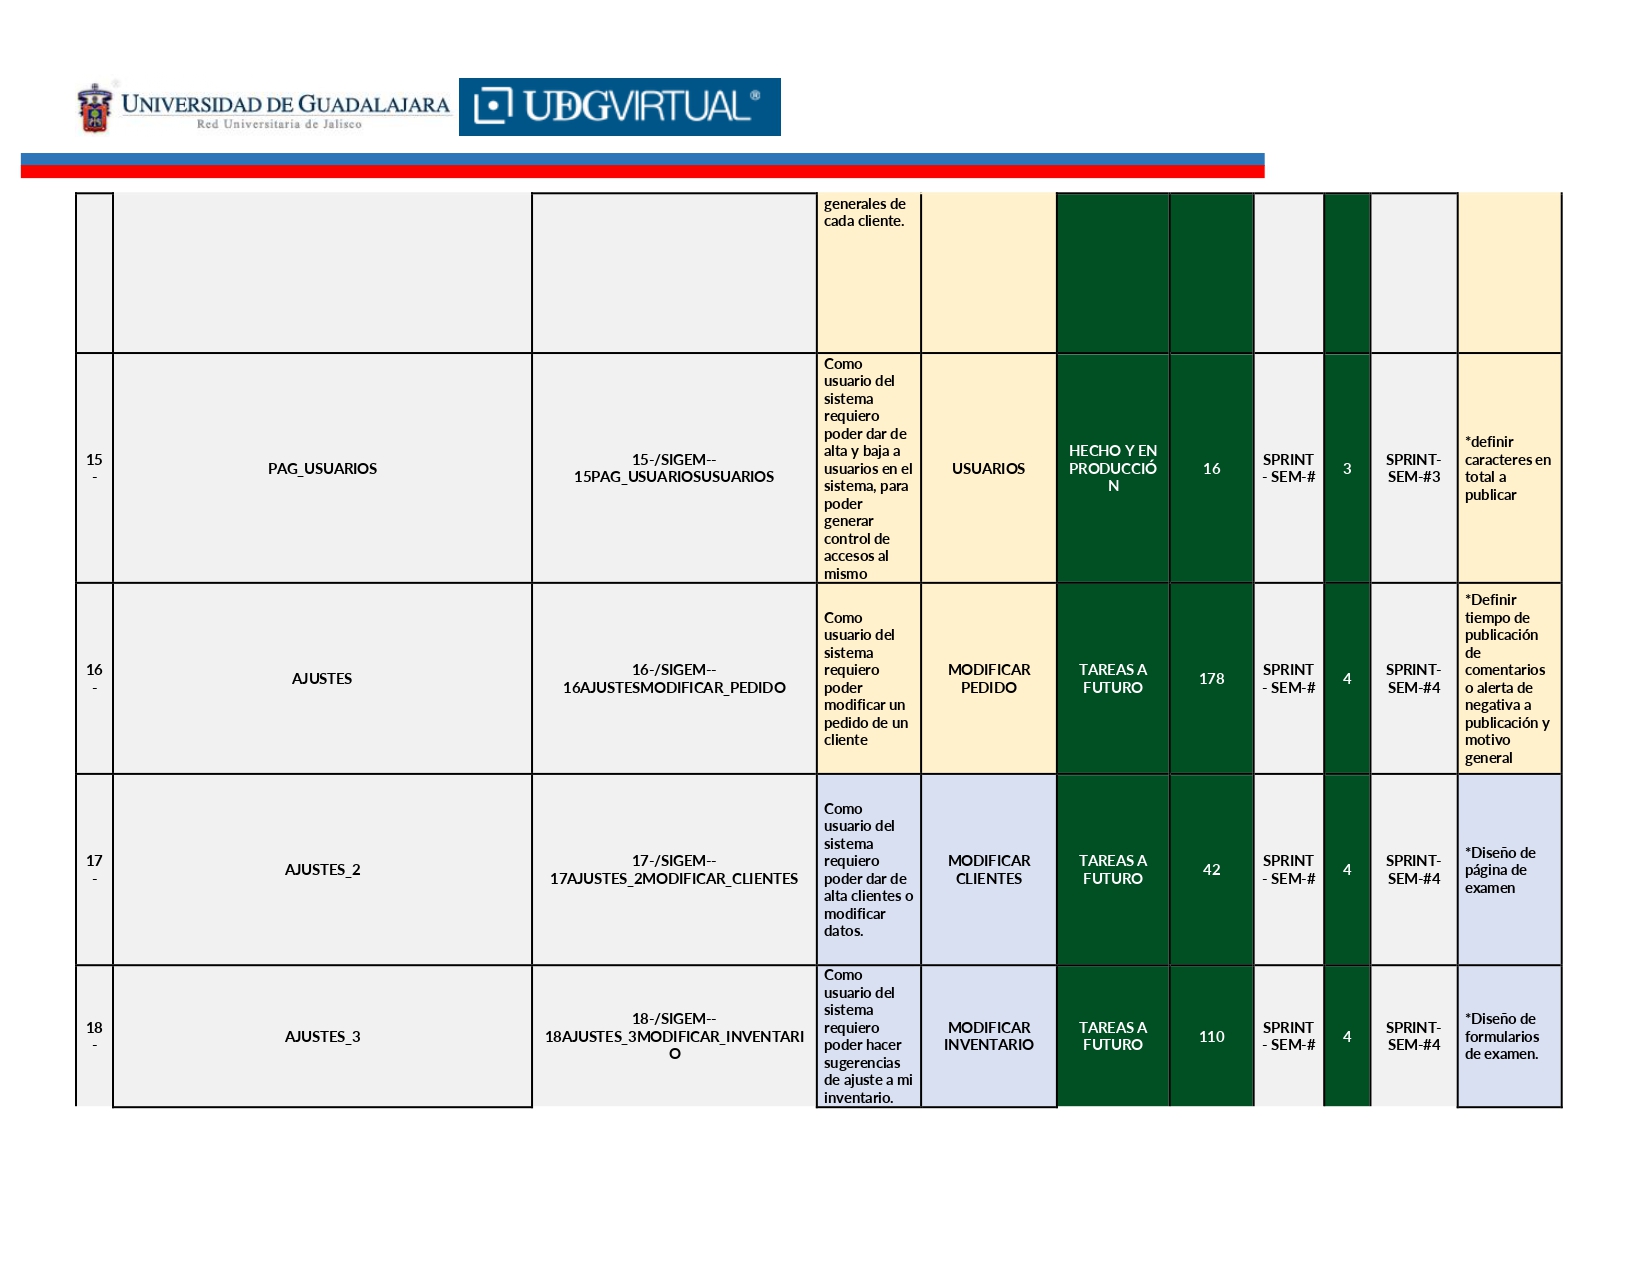 UNIVERSIDAD DE GUADALAJARA
Red Universitaria de Jalisco
UDGVIRTUAL®
generales de
cada cliente.
15
-
PAG_USUARIOS
15-/SIGEM--
15PAG_USUARIOSUSUARIOS
Como
usuario del
sistema
requiero
poder dar de
alta y baja a
usuarios en el
sistema, para
poder
generar
control de
accesos al
mismo
USUARIOS
HECHO Y EN
PRODUCCIÓ
N
16
SPRINT
- SEM-#
3
SPRINT-
SEM-#3
*definir
caracteres en
total a
publicar
16
-
AJUSTES
16-/SIGEM--
16AJUSTESMODIFICAR_PEDIDO
Como
usuario del
sistema
requiero
poder
modificar un
pedido de un
cliente
MODIFICAR
PEDIDO
TAREAS A
FUTURO
178
SPRINT
- SEM-#
4
SPRINT-
SEM-#4
*Definir
tiempo de
publicación
de
comentarios
o alerta de
negativa a
publicación y
motivo
general
17
-
AJUSTES_2
17-/SIGEM--
17AJUSTES_2MODIFICAR_CLIENTES
Como
usuario del
sistema
requiero
poder dar de
alta clientes o
modificar
datos.
MODIFICAR
CLIENTES
TAREAS A
FUTURO
42
SPRINT
- SEM-#
4
SPRINT-
SEM-#4
*Diseño de
página de
examen
18
-
AJUSTES_3
18-/SIGEM--
18AJUSTES_3MODIFICAR_INVENTARI
O
Como
usuario del
sistema
requiero
poder hacer
sugerencias
de ajuste a mi
inventario.
MODIFICAR
INVENTARIO
TAREAS A
FUTURO
110
SPRINT
- SEM-#
4
SPRINT-
SEM-#4
*Diseño de
formularios
de examen.